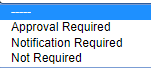 -----
Approval Required
Notification Required
Not Required